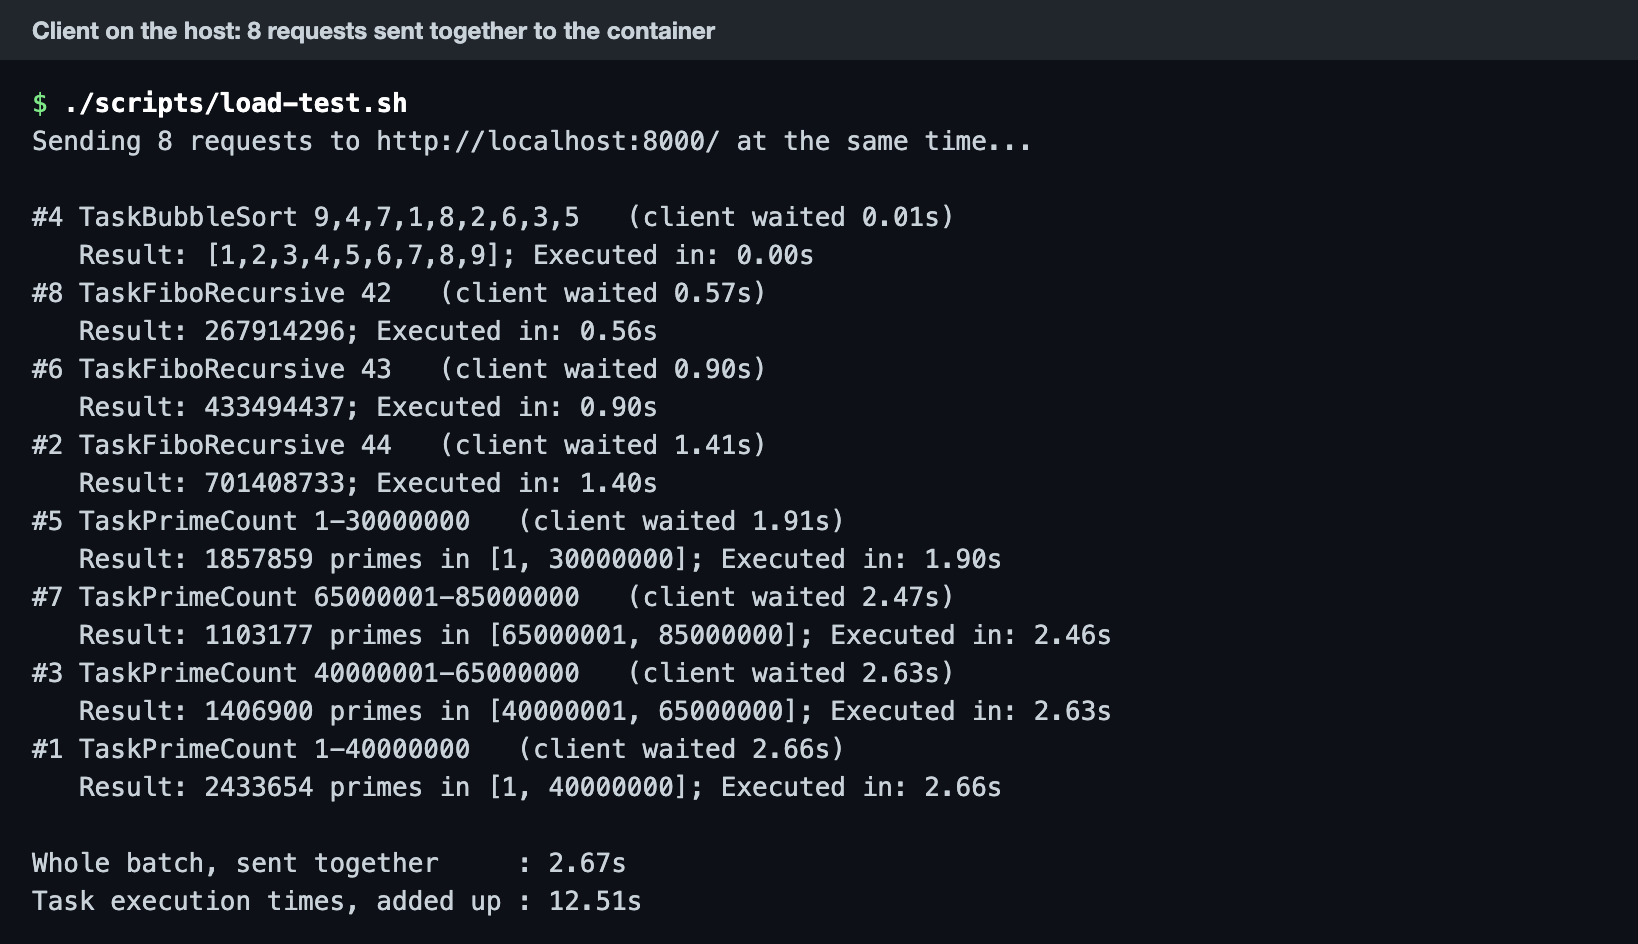 Client on the host: 8 requests sent together to the container
$ ./scripts/load-test.sh
Sending 8 requests to http://localhost:8000/ at the same time...
#4 TaskBubbleSort 9,4,7,1,8,2,6,3,5   (client waited 0.01s)
   Result: [1,2,3,4,5,6,7,8,9]; Executed in: 0.00s
#8 TaskFiboRecursive 42   (client waited 0.57s)
   Result: 267914296; Executed in: 0.56s
#6 TaskFiboRecursive 43   (client waited 0.90s)
   Result: 433494437; Executed in: 0.90s
#2 TaskFiboRecursive 44   (client waited 1.41s)
   Result: 701408733; Executed in: 1.40s
#5 TaskPrimeCount 1-30000000   (client waited 1.91s)
   Result: 1857859 primes in [1, 30000000]; Executed in: 1.90s
#7 TaskPrimeCount 65000001-85000000   (client waited 2.47s)
   Result: 1103177 primes in [65000001, 85000000]; Executed in: 2.46s
#3 TaskPrimeCount 40000001-65000000   (client waited 2.63s)
   Result: 1406900 primes in [40000001, 65000000]; Executed in: 2.63s
#1 TaskPrimeCount 1-40000000   (client waited 2.66s)
   Result: 2433654 primes in [1, 40000000]; Executed in: 2.66s
Whole batch, sent together     : 2.67s
Task execution times, added up : 12.51s